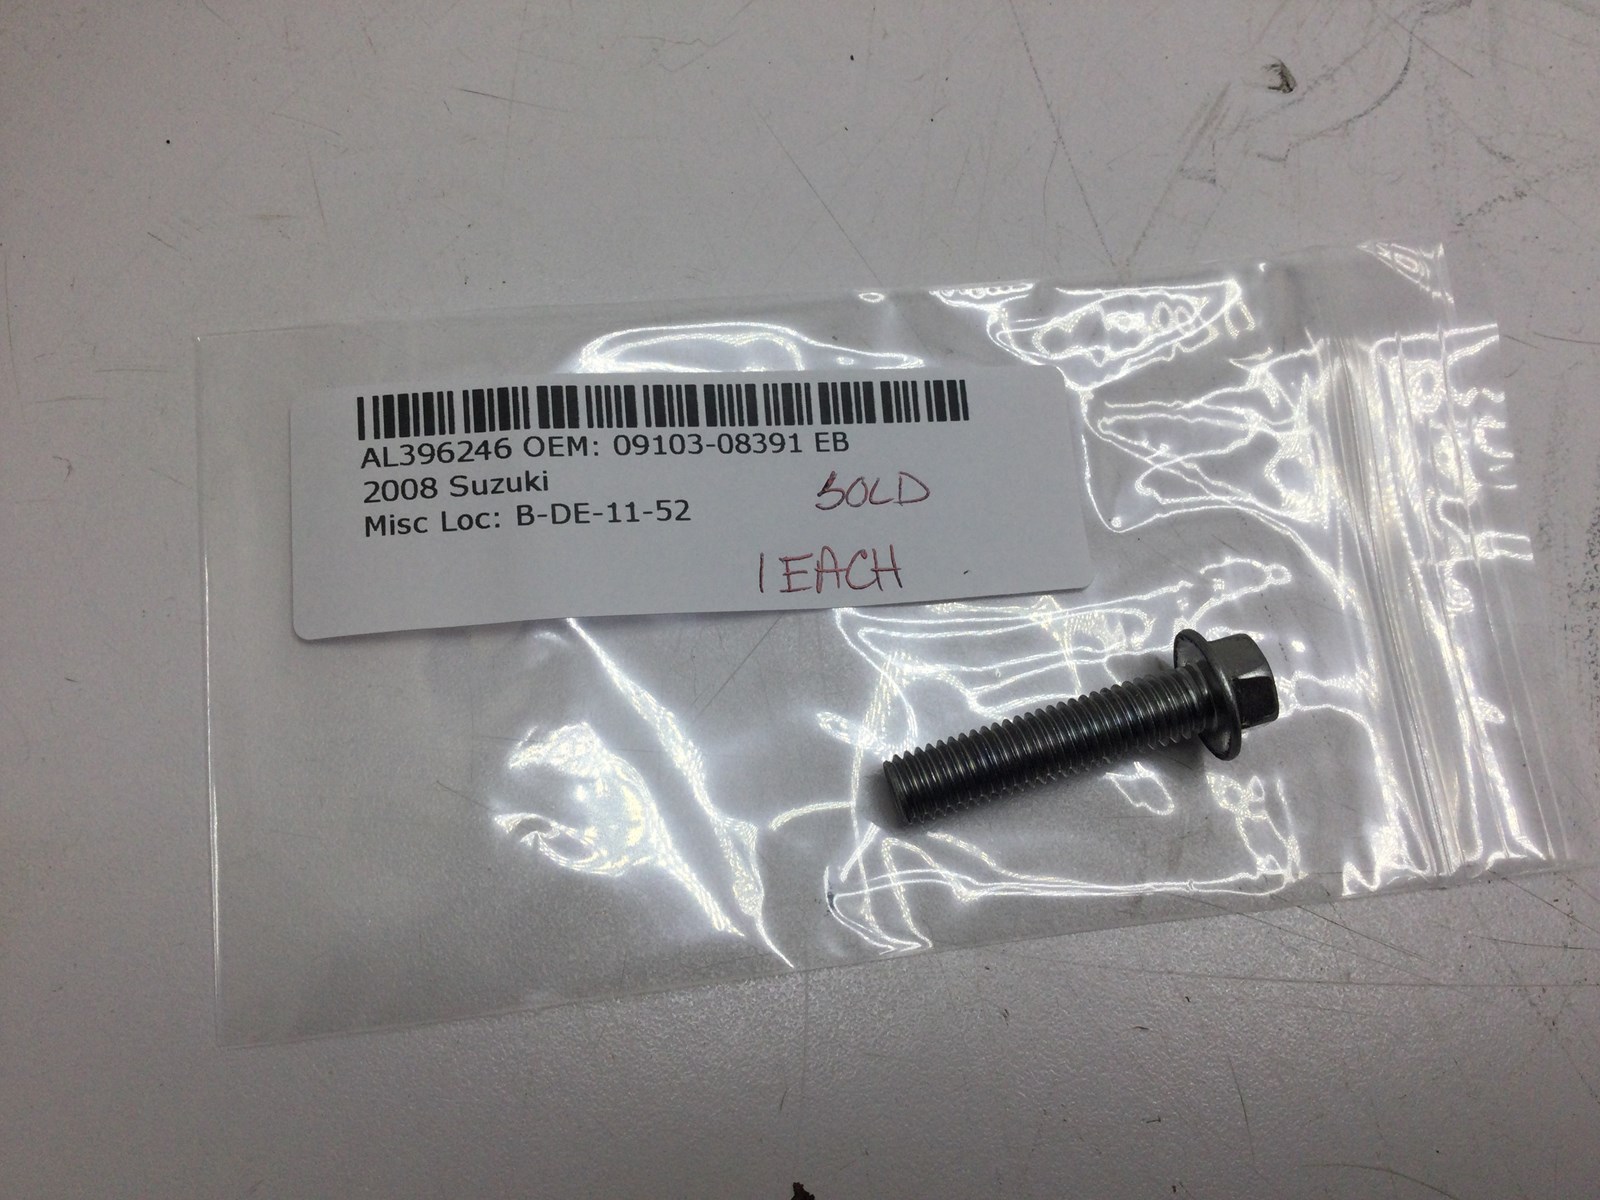 AL396246 OEM: 09103-08391 EB
2008 Suzuki
SOLD
Misc Loc: B-DE-11-52
1 EACH